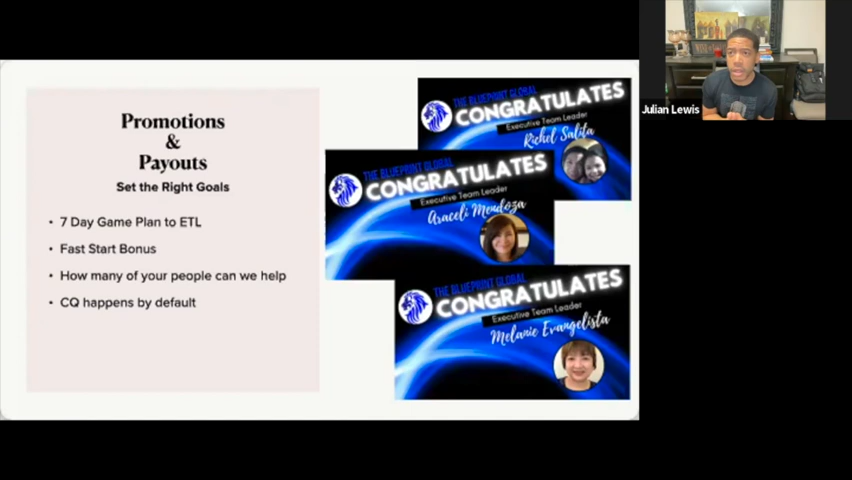 Promotions
&
Payouts
Set the Right Goals
• 7 Day Game Plan to ETL
• Fast Start Bonus
• How many of your people can we help
• CQ happens by default
THE BLUEPRINT GLOBAL
CONGRATULATES
Executive Team Leader
Richel Salita
THE BLUEPRINT GLOBAL
CONGRATULATES
Executive Team Leader
Araceli Mendoza
THE BLUEPRINT GLOBAL
CONGRATULATES
Executive Team Leader
Melanie Evangelista
Julian Lewis